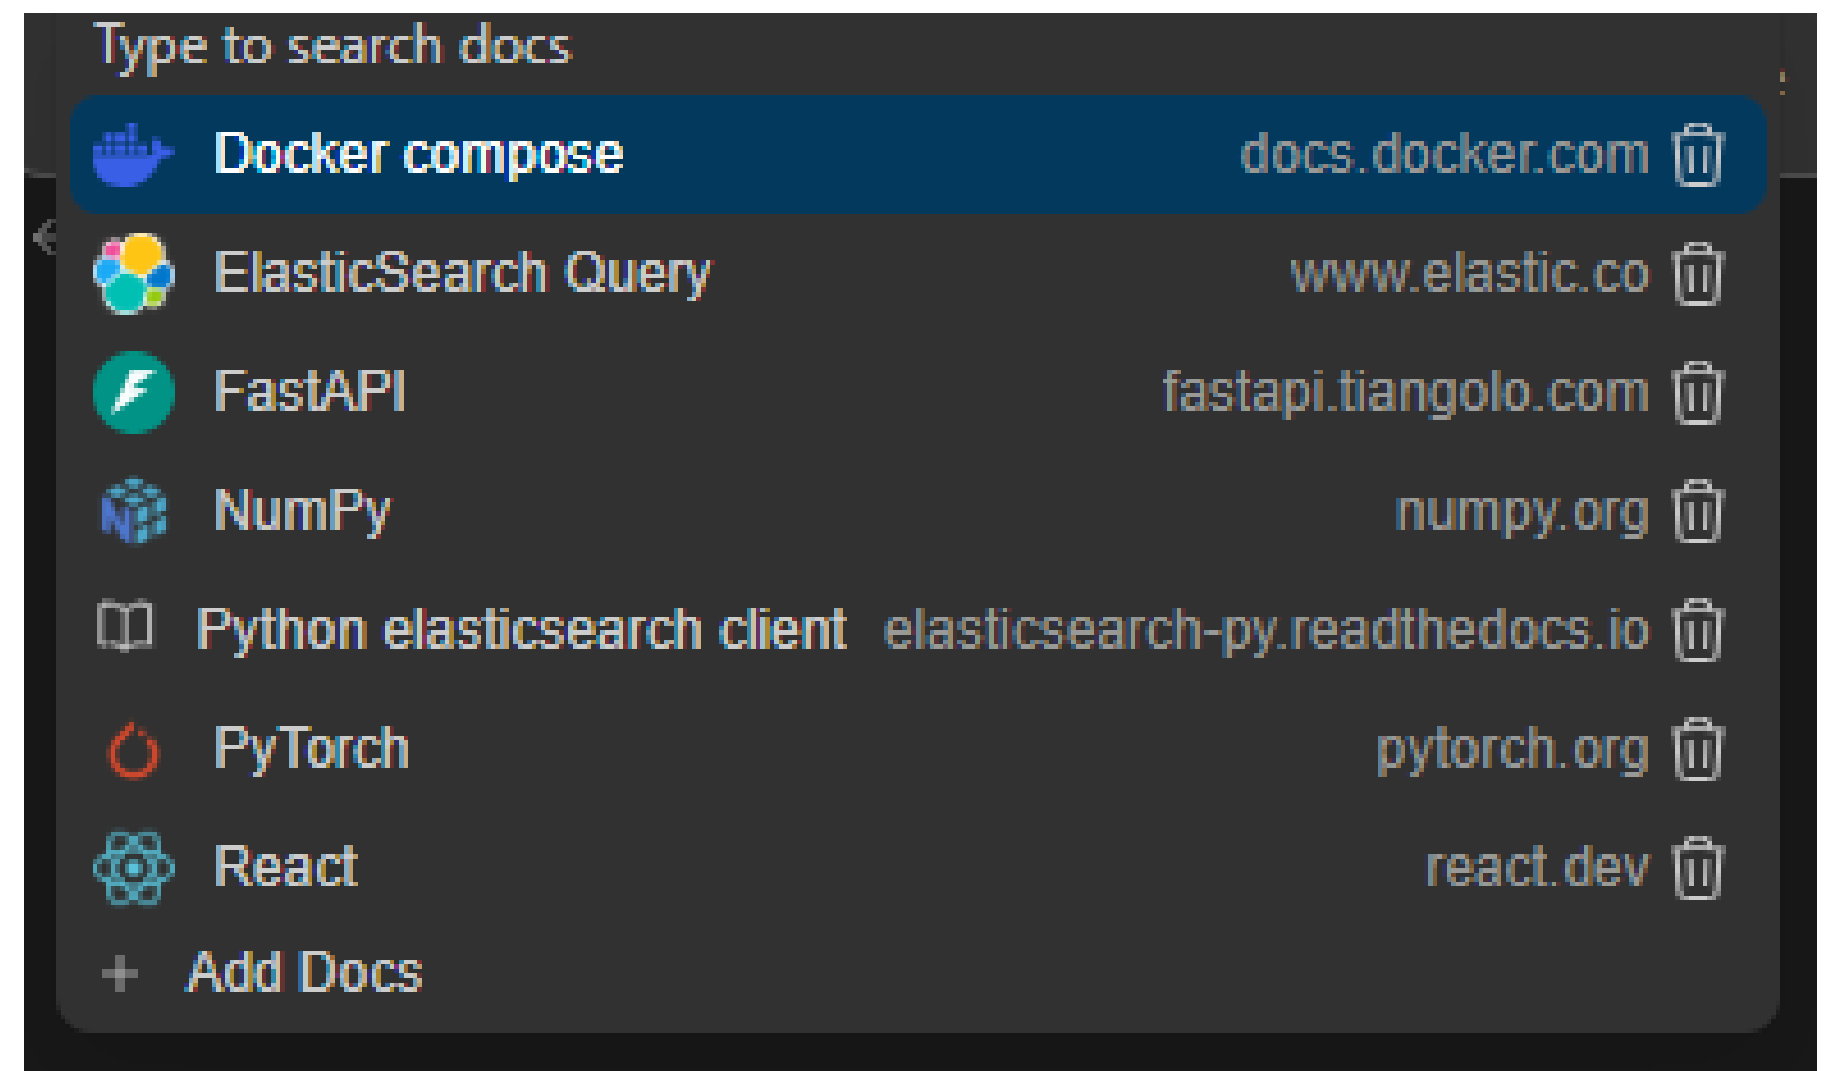 Type to search docs
Docker compose docs.docker.com
ElasticSearch Query www.elastic.co
FastAPI fastapi.tiangolo.com
NumPy numpy.org
Python elasticsearch client elasticsearch-py.readthedocs.io
PyTorch pytorch.org
React react.dev
+ Add Docs